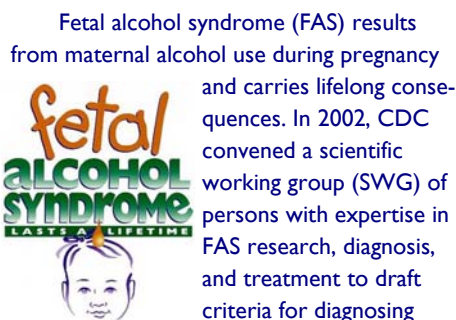 Fetal alcohol syndrome (FAS) results
from maternal alcohol use during pregnancy
and carries lifelong conse-
quences. In 2002, CDC
convened a scientific
working group (SWG) of
persons with expertise in
FAS research, diagnosis,
and treatment to draft
criteria for diagnosing
fetal
ALCOHOL
SYNDROME
LASTS A LIFETIME